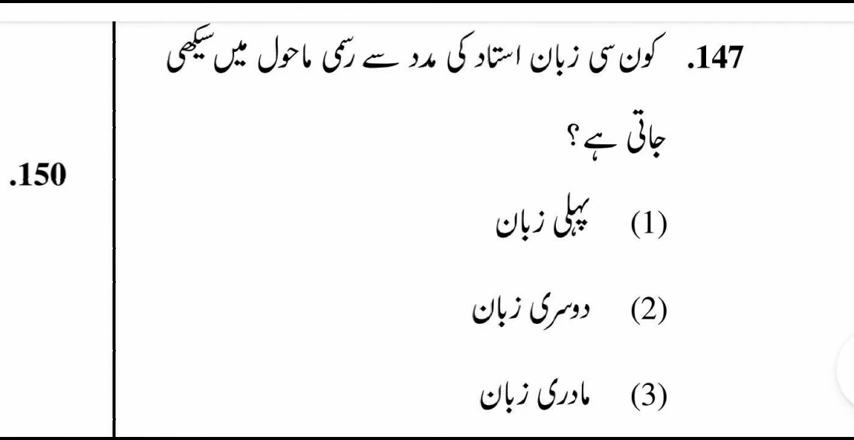 147. کون سی زبان استاد کی مدد سے رسمی ماحول میں سیکھی
جاتی ہے؟
(1) پہلی زبان
(2) دوسری زبان
(3) مادری زبان
150.